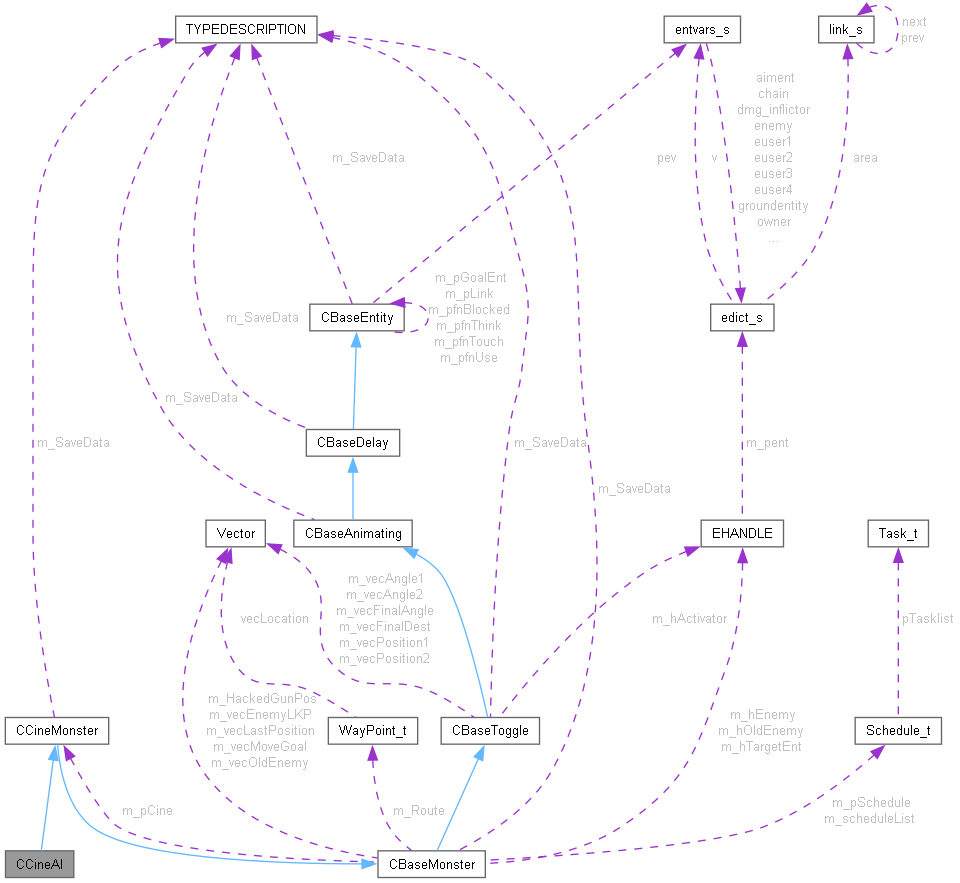 TYPEDESCRIPTION
entvars_s
link_s
next
prev
aiment
chain
dmg_inflictor
enemy
euser1
euser2
euser3
euser4
groundentity
owner
...
m_SaveData
pev
v
area
m_pGoalEnt
m_pLink
m_pfnBlocked
m_pfnThink
m_pfnTouch
m_pfnUse
CBaseEntity
edict_s
m_SaveData
CBaseDelay
m_SaveData
m_SaveData
m_SaveData
m_pent
m_SaveData
Vector
CBaseAnimating
EHANDLE
Task_t
m_vecAngle1
m_vecAngle2
m_vecFinalAngle
m_vecFinalDest
m_vecPosition1
m_vecPosition2
vecLocation
m_hActivator
pTasklist
m_HackedGunPos
m_vecEnemyLKP
m_vecLastPosition
m_vecMoveGoal
m_vecOldEnemy
CCineMonster
WayPoint_t
CBaseToggle
m_hEnemy
m_hOldEnemy
m_hTargetEnt
Schedule_t
m_pCine
m_Route
m_pSchedule
m_scheduleList
CCineAI
CBaseMonster